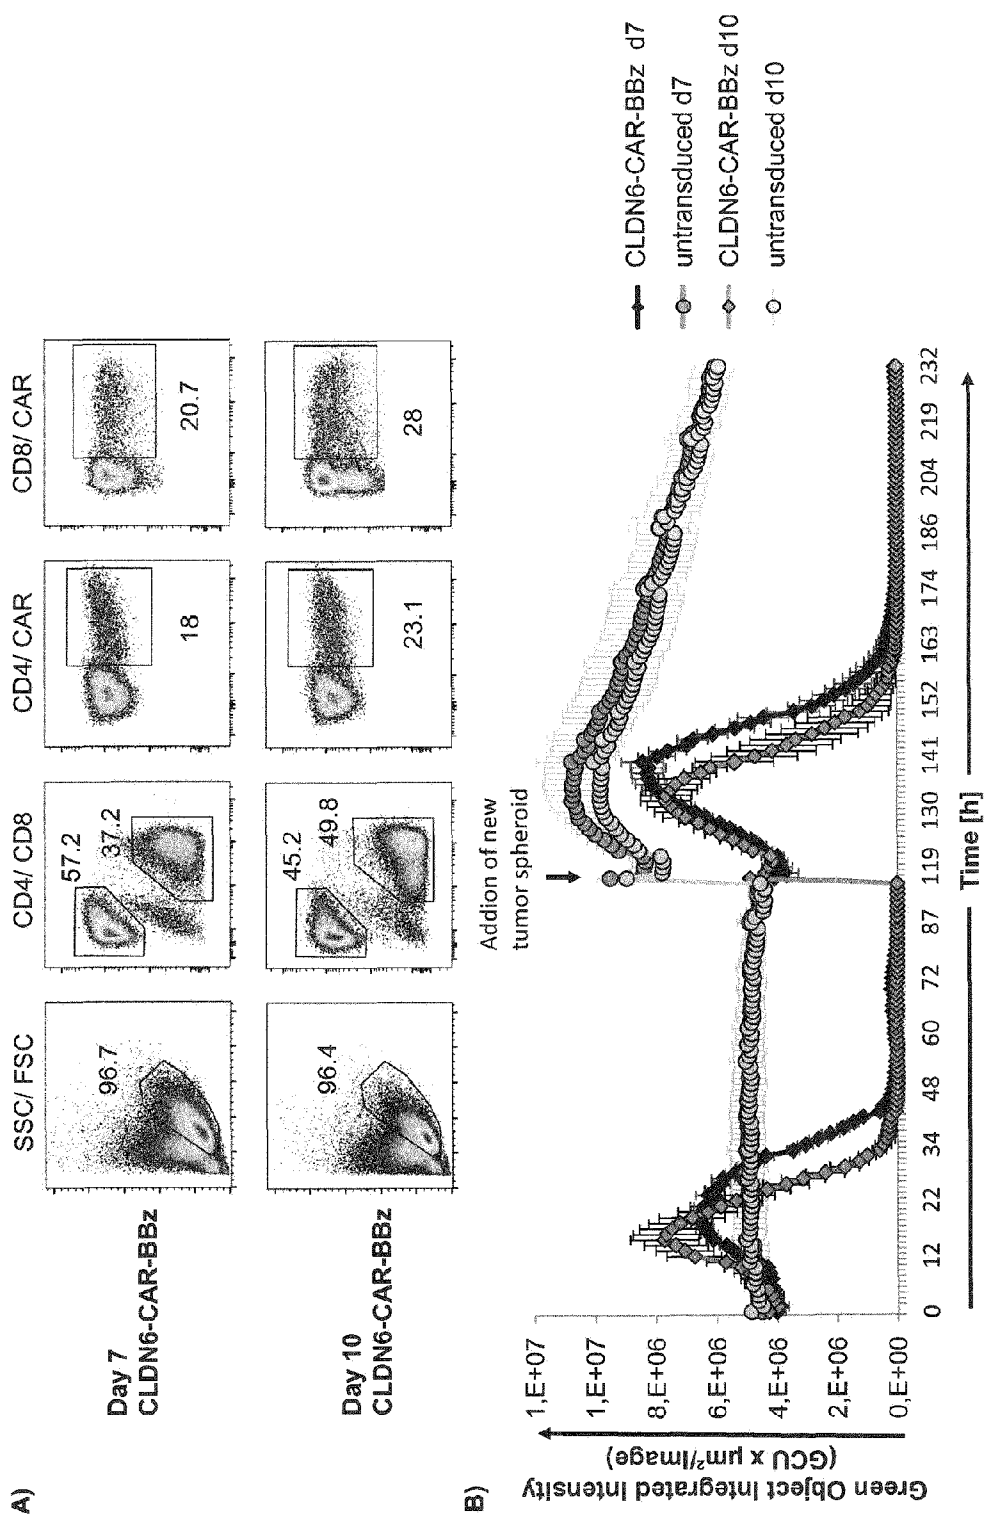 A)
SSC/ FSC
CD4/ CD8
CD4/ CAR
CD8/ CAR
Day 7
CLDN6-CAR-BBz
96.7
57.2
37.2
18
20.7
Day 10
CLDN6-CAR-BBz
96.4
45.2
49.8
23.1
28
B)
Addion of new
tumor spheroid
Green Object Integrated Intensity
(GCU x µm²/Image)
1,E+07
1,E+07
8,E+06
6,E+06
4,E+06
2,E+06
0,E+00
0 12 22 34 48 60 72 87 119 130 141 152 163 174 186 204 219 232
Time [h]
CLDN6-CAR-BBz d7
untransduced d7
CLDN6-CAR-BBz d10
untransduced d10